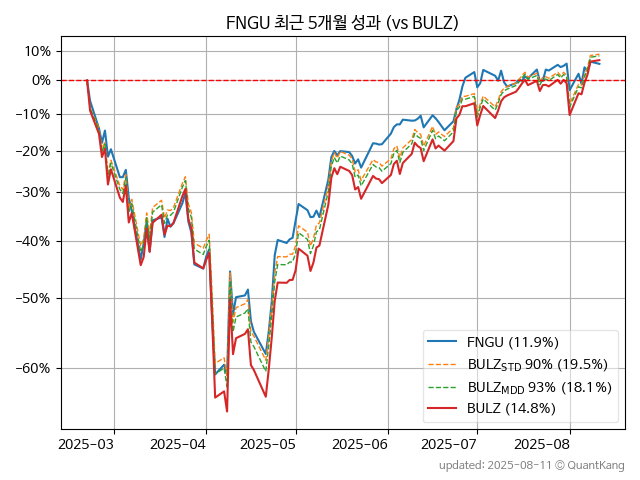 FNGU 최근 5개월 성과 (vs BULZ)
10%
0%
−10%
−20%
−30%
−40%
−50%
−60%
FNGU (11.9%)
BULZSTD 90% (19.5%)
BULZMDD 93% (18.1%)
BULZ (14.8%)
2025-03 2025-04 2025-05 2025-06 2025-07 2025-08
updated: 2025-08-11 © QuantKang